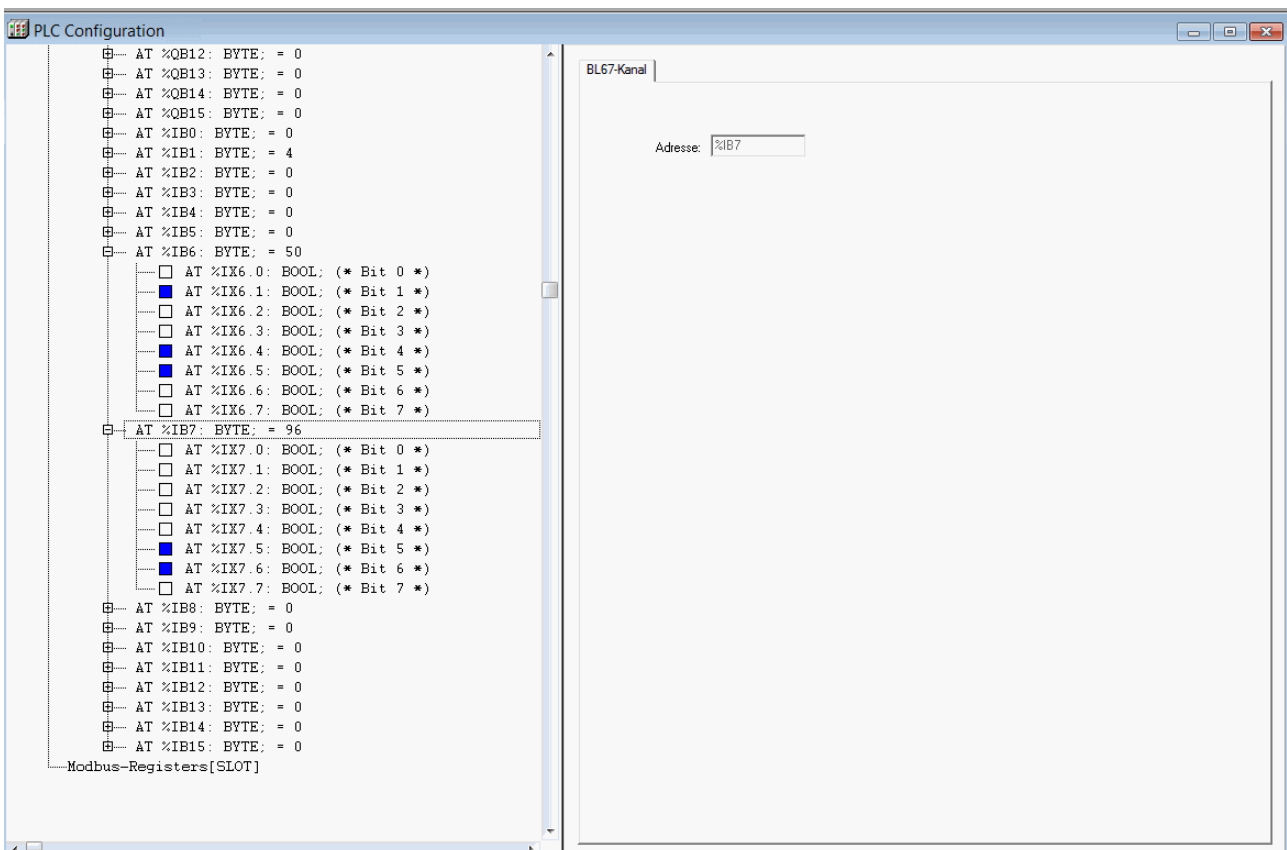 PLC Configuration
AT %QB12: BYTE; = 0
AT %QB13: BYTE; = 0
AT %QB14: BYTE; = 0
AT %QB15: BYTE; = 0
AT %IB0: BYTE; = 0
AT %IB1: BYTE; = 4
AT %IB2: BYTE; = 0
AT %IB3: BYTE; = 0
AT %IB4: BYTE; = 0
AT %IB5: BYTE; = 0
AT %IB6: BYTE; = 50
AT %IX6.0: BOOL; (* Bit 0 *)
AT %IX6.1: BOOL; (* Bit 1 *)
AT %IX6.2: BOOL; (* Bit 2 *)
AT %IX6.3: BOOL; (* Bit 3 *)
AT %IX6.4: BOOL; (* Bit 4 *)
AT %IX6.5: BOOL; (* Bit 5 *)
AT %IX6.6: BOOL; (* Bit 6 *)
AT %IX6.7: BOOL; (* Bit 7 *)
AT %IB7: BYTE; = 96
AT %IX7.0: BOOL; (* Bit 0 *)
AT %IX7.1: BOOL; (* Bit 1 *)
AT %IX7.2: BOOL; (* Bit 2 *)
AT %IX7.3: BOOL; (* Bit 3 *)
AT %IX7.4: BOOL; (* Bit 4 *)
AT %IX7.5: BOOL; (* Bit 5 *)
AT %IX7.6: BOOL; (* Bit 6 *)
AT %IX7.7: BOOL; (* Bit 7 *)
AT %IB8: BYTE; = 0
AT %IB9: BYTE; = 0
AT %IB10: BYTE; = 0
AT %IB11: BYTE; = 0
AT %IB12: BYTE; = 0
AT %IB13: BYTE; = 0
AT %IB14: BYTE; = 0
AT %IB15: BYTE; = 0
Modbus-Registers[SLOT]
BL67-Kanal
Adresse: %IB7